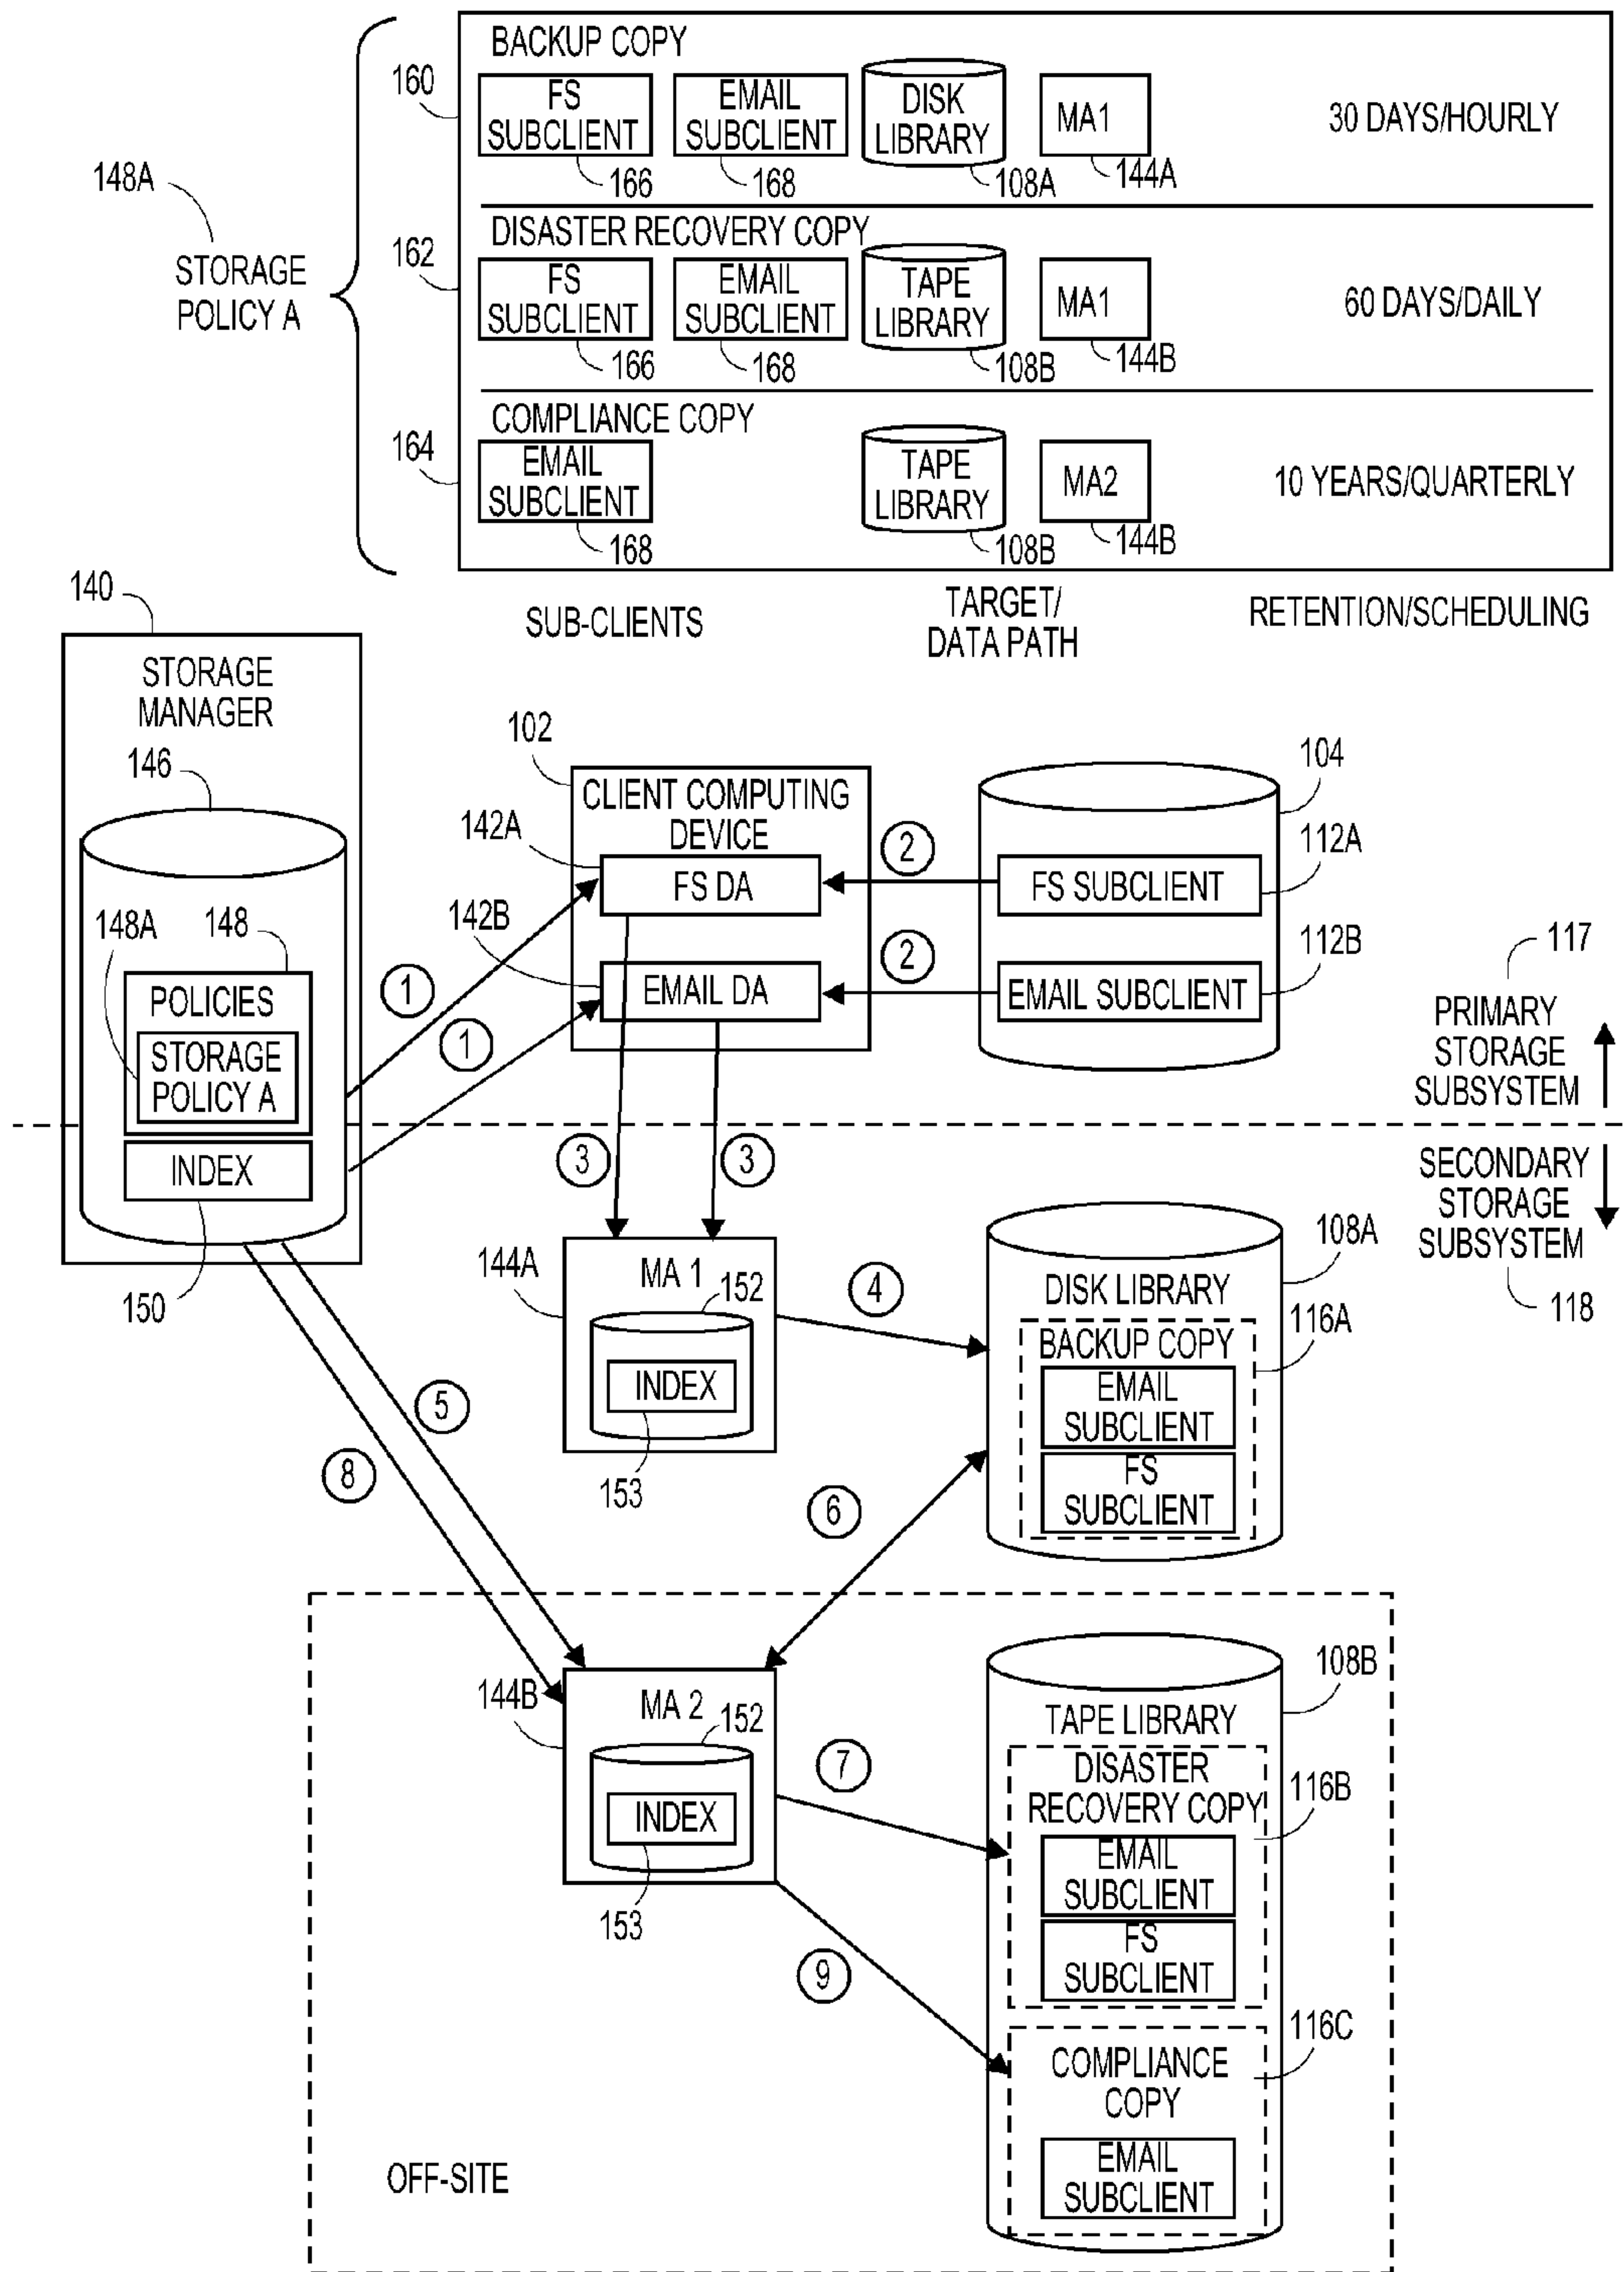 BACKUP COPY
160
FS
SUBCLIENT
166
EMAIL
SUBCLIENT
168
DISK
LIBRARY
108A
MA1
144A
30 DAYS/HOURLY
148A
STORAGE
POLICY A
DISASTER RECOVERY COPY
162
FS
SUBCLIENT
166
EMAIL
SUBCLIENT
168
TAPE
LIBRARY
108B
MA1
144B
60 DAYS/DAILY
COMPLIANCE COPY
164
EMAIL
SUBCLIENT
168
TAPE
LIBRARY
108B
MA2
144B
10 YEARS/QUARTERLY
SUB-CLIENTS
TARGET/
DATA PATH
RETENTION/SCHEDULING
140
STORAGE
MANAGER
146
148A
148
POLICIES
STORAGE
POLICY A
INDEX
150
1
1
102
CLIENT COMPUTING
DEVICE
142A
FS DA
142B
EMAIL DA
2
2
104
FS SUBCLIENT
112A
EMAIL SUBCLIENT
112B
117
PRIMARY
STORAGE
SUBSYSTEM
SECONDARY
STORAGE
SUBSYSTEM
118
3
3
144A
MA 1
152
INDEX
153
4
108A
DISK LIBRARY
BACKUP COPY
116A
EMAIL
SUBCLIENT
FS
SUBCLIENT
5
8
6
144B
MA 2
152
INDEX
153
7
9
108B
TAPE LIBRARY
DISASTER
RECOVERY COPY
116B
EMAIL
SUBCLIENT
FS
SUBCLIENT
116C
COMPLIANCE
COPY
EMAIL
SUBCLIENT
OFF-SITE